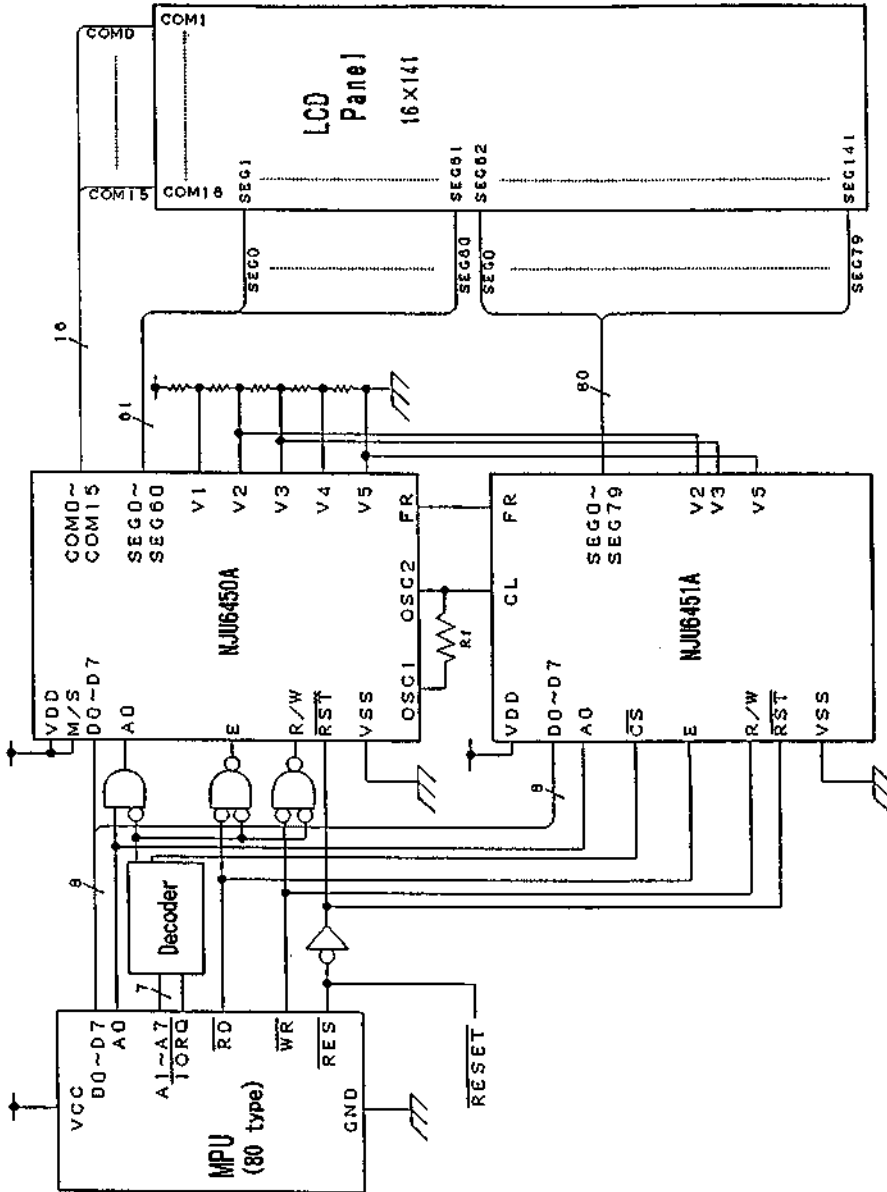 MPU
(80 type)
VCC
D0~D7
A0
A1~A7
IORQ
RD
WR
RES
GND
RESET
7
Decoder
8
8
VDD
M/S
D0~D7
A0
E
R/W
RST
VSS
NJU6450A
COM0~
COM15
SEG0~
SEG60
V1
V2
V3
V4
V5
OSC1
OSC2
FR
Rf
VDD
D0~D7
A0
CS
E
R/W
RST
VSS
NJU6451A
CL
FR
SEG0~
SEG79
V2
V3
V5
16
61
80
COM0
COM15
SEG0
SEG60
SEG0
SEG79
COM1
COM16
SEG1
SEG61
SEG62
SEG141
LCD
Panel
16×141